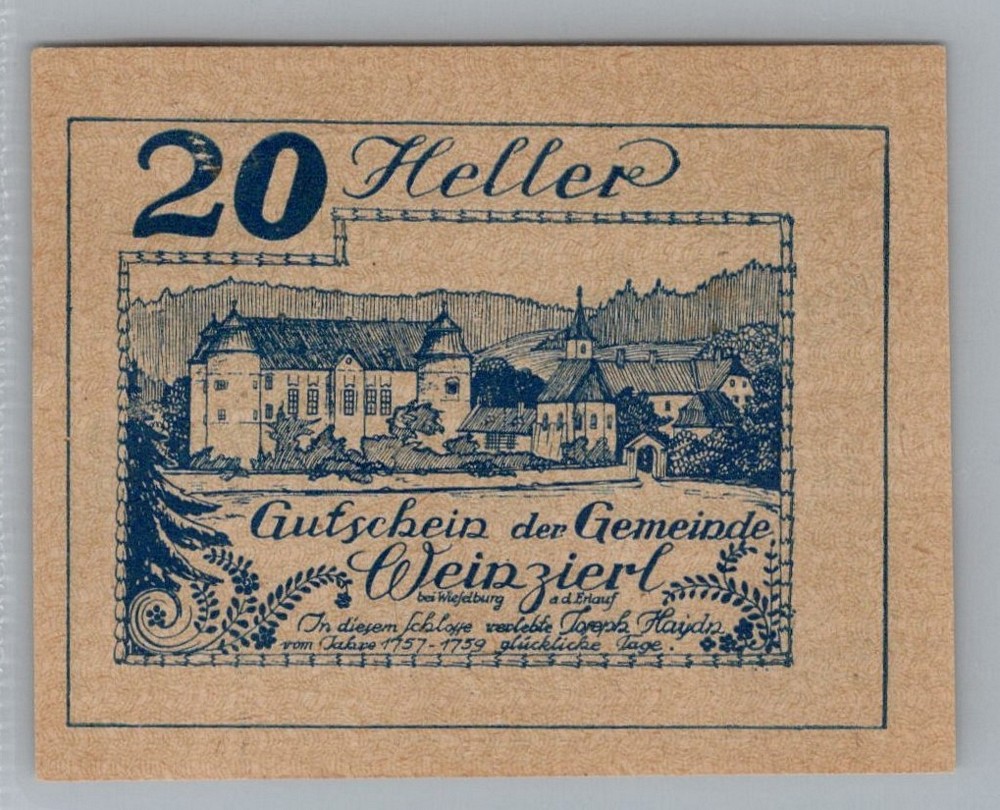 20 Heller
Gutschein der Gemeinde
Weinzierl
bei Wieselburg a.d. Erlauf
In diesem Schlosse verlebte Joseph Haydn
vom Jahre 1757-1759 glückliche Tage.